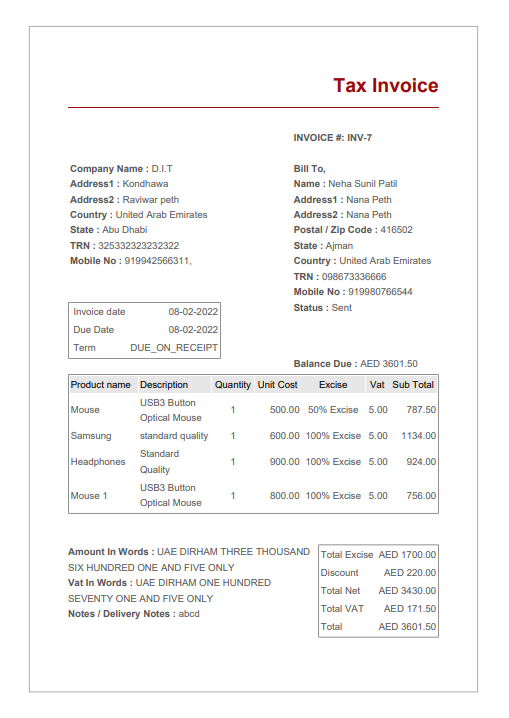 Tax Invoice
INVOICE #: INV-7
Company Name : D.I.T
Address1 : Kondhawa
Address2 : Raviwar peth
Country : United Arab Emirates
State : Abu Dhabi
TRN : 325332323232322
Mobile No : 919942566311,
Bill To,
Name : Neha Sunil Patil
Address1 : Nana Peth
Address2 : Nana Peth
Postal / Zip Code : 416502
State : Ajman
Country : United Arab Emirates
TRN : 098673336666
Mobile No : 919980766544
Status : Sent
Invoice date 08-02-2022
Due Date 08-02-2022
Term DUE_ON_RECEIPT
Balance Due : AED 3601.50
Product name Description Quantity Unit Cost Excise Vat Sub Total
Mouse USB3 Button Optical Mouse 1 500.00 50% Excise 5.00 787.50
Samsung standard quality 1 600.00 100% Excise 5.00 1134.00
Headphones Standard Quality 1 900.00 100% Excise 5.00 924.00
Mouse 1 USB3 Button Optical Mouse 1 800.00 100% Excise 5.00 756.00
Amount In Words : UAE DIRHAM THREE THOUSAND
SIX HUNDRED ONE AND FIVE ONLY
Vat In Words : UAE DIRHAM ONE HUNDRED
SEVENTY ONE AND FIVE ONLY
Notes / Delivery Notes : abcd
Total Excise AED 1700.00
Discount AED 220.00
Total Net AED 3430.00
Total VAT AED 171.50
Total AED 3601.50